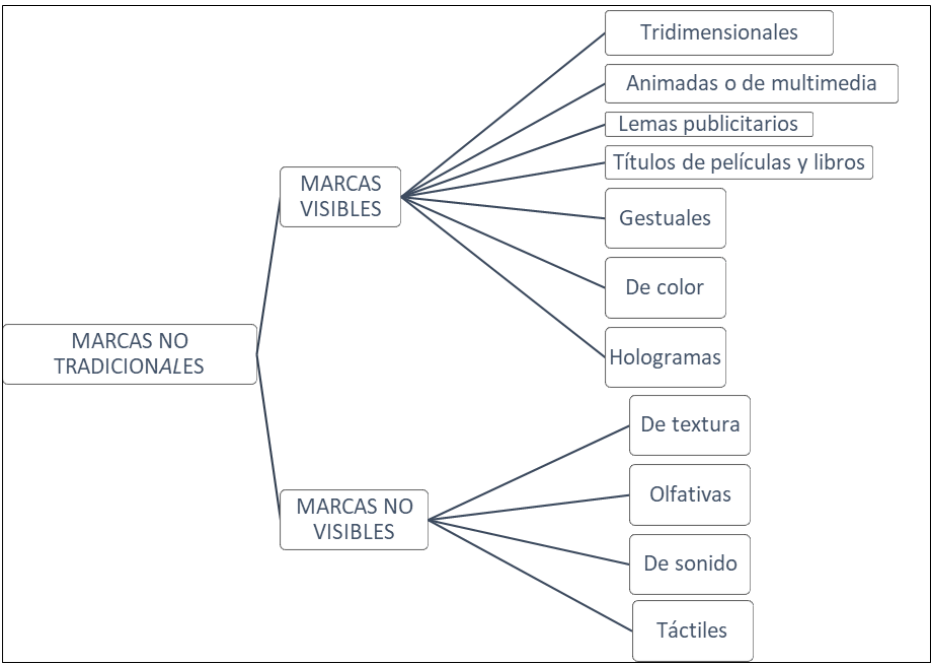 MARCAS NO
TRADICIONALES
MARCAS
VISIBLES
Tridimensionales
Animadas o de multimedia
Lemas publicitarios
Títulos de películas y libros
Gestuales
De color
Hologramas
MARCAS NO
VISIBLES
De textura
Olfativas
De sonido
Táctiles